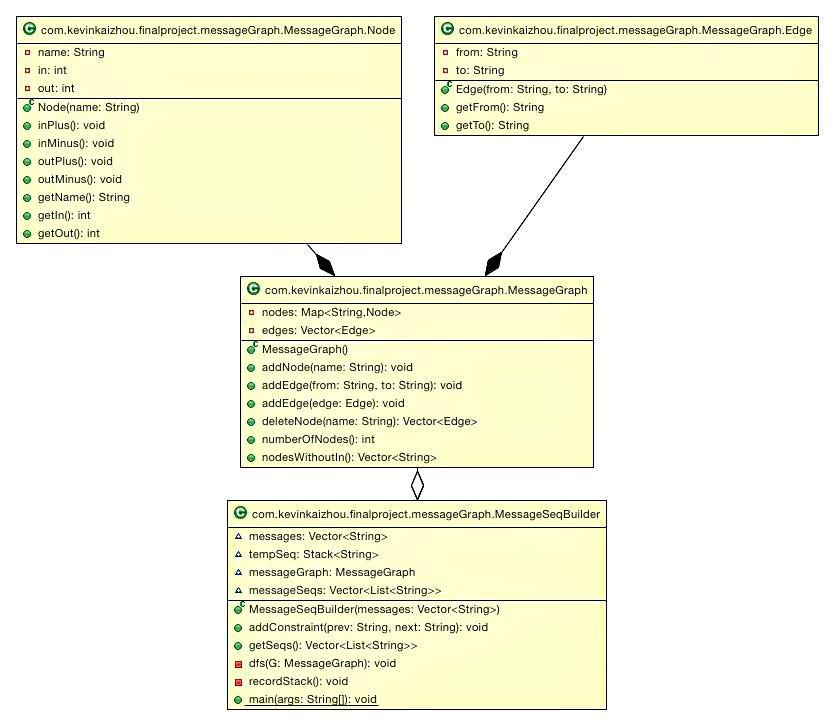 com.kevinkaizhou.finalproject.messageGraph.MessageGraph.Node
name: String
in: int
out: int
Node(name: String)
inPlus(): void
inMinus(): void
outPlus(): void
outMinus(): void
getName(): String
getIn(): int
getOut(): int
com.kevinkaizhou.finalproject.messageGraph.MessageGraph.Edge
from: String
to: String
Edge(from: String, to: String)
getFrom(): String
getTo(): String
com.kevinkaizhou.finalproject.messageGraph.MessageGraph
nodes: Map<String,Node>
edges: Vector<Edge>
MessageGraph()
addNode(name: String): void
addEdge(from: String, to: String): void
addEdge(edge: Edge): void
deleteNode(name: String): Vector<Edge>
numberOfNodes(): int
nodesWithoutIn(): Vector<String>
com.kevinkaizhou.finalproject.messageGraph.MessageSeqBuilder
messages: Vector<String>
tempSeq: Stack<String>
messageGraph: MessageGraph
messageSeqs: Vector<List<String>>
MessageSeqBuilder(messages: Vector<String>)
addConstraint(prev: String, next: String): void
getSeqs(): Vector<List<String>>
dfs(G: MessageGraph): void
recordStack(): void
main(args: String[]): void